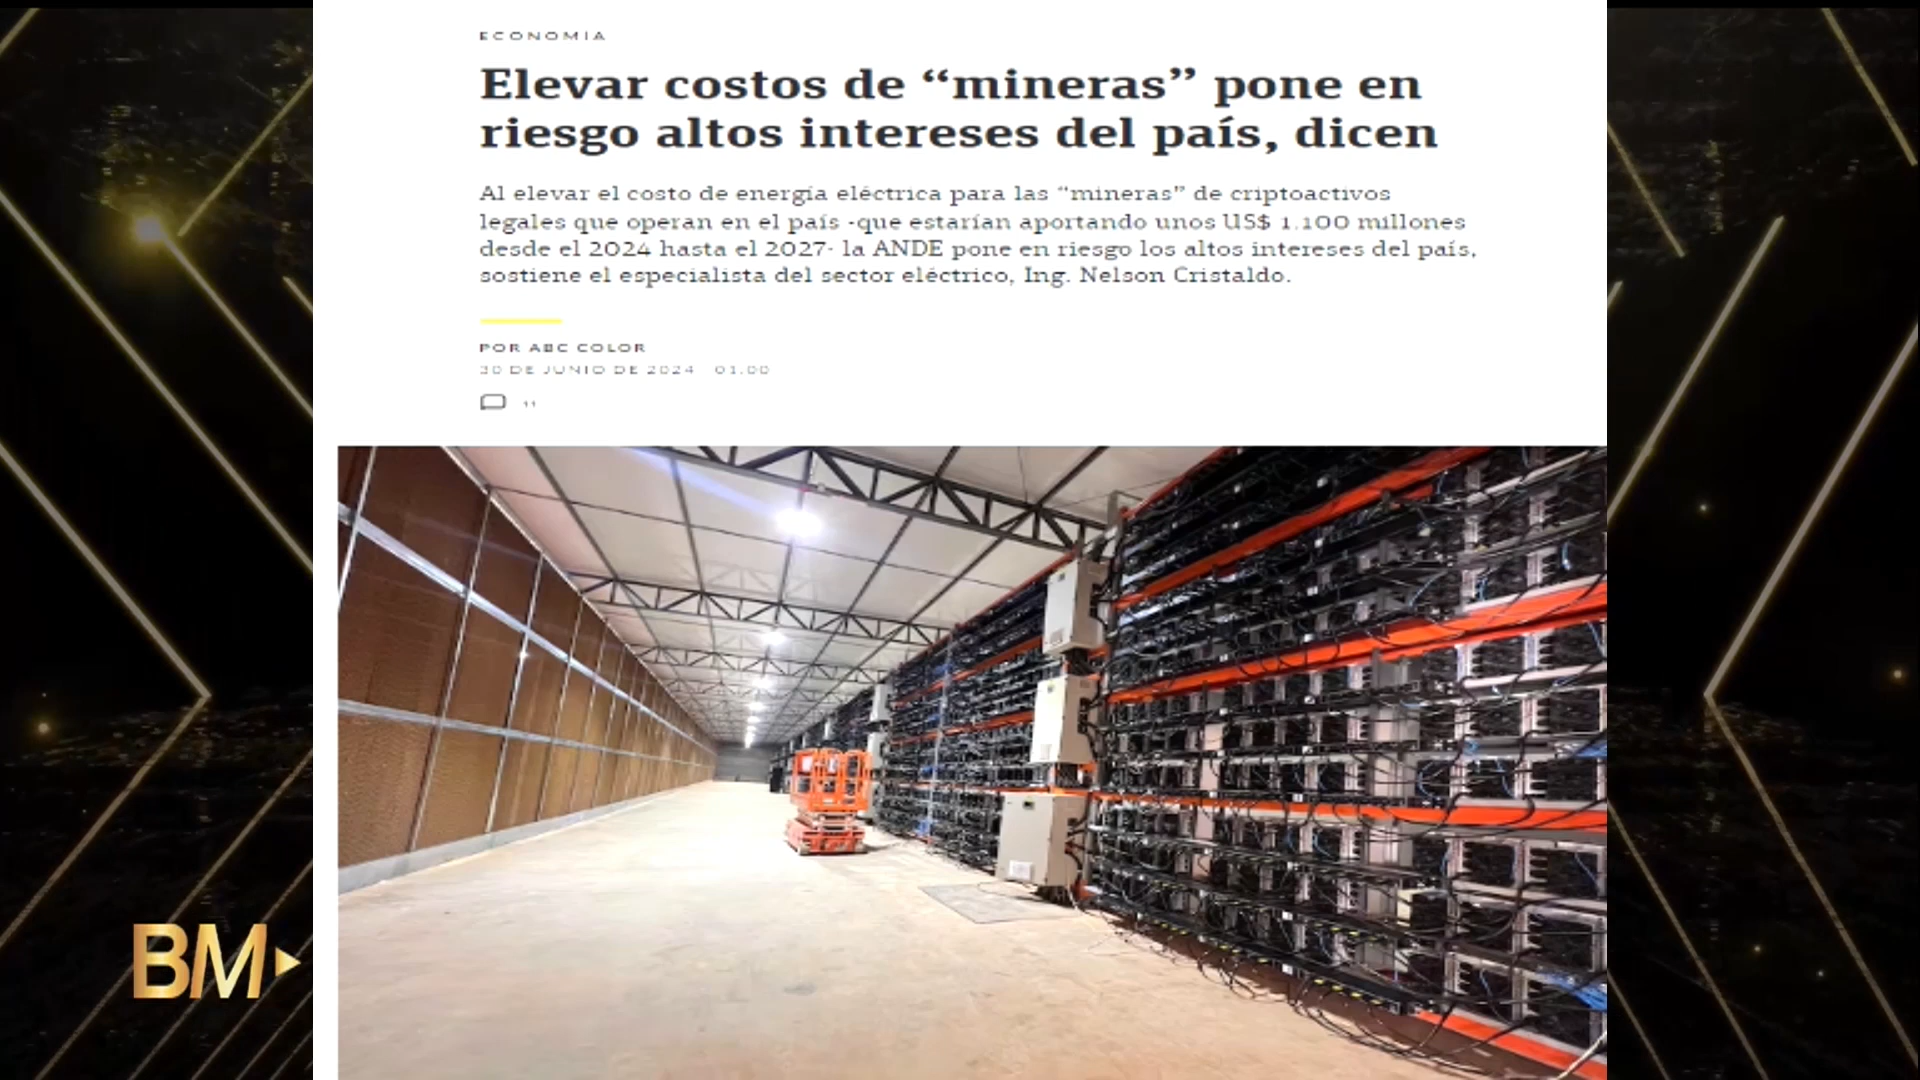 ECONOMÍA
Elevar costos de “mineras” pone en
riesgo altos intereses del país, dicen
Al elevar el costo de energía eléctrica para las “mineras” de criptoactivos
legales que operan en el país -que estarían aportando unos US$ 1.100 millones
desde el 2024 hasta el 2027- la ANDE pone en riesgo los altos intereses del país,
sostiene el especialista del sector eléctrico, Ing. Nelson Cristaldo.
POR ABC COLOR
30 DE JUNIO DE 2024 01:00
11
BM